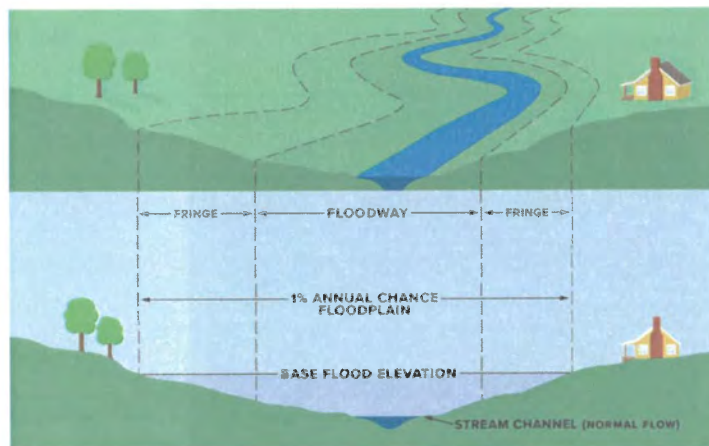 FRINGE
FLOODWAY
FRINGE
1% ANNUAL CHANCE
FLOODPLAIN
BASE FLOOD ELEVATION
STREAM CHANNEL (NORMAL FLOW)